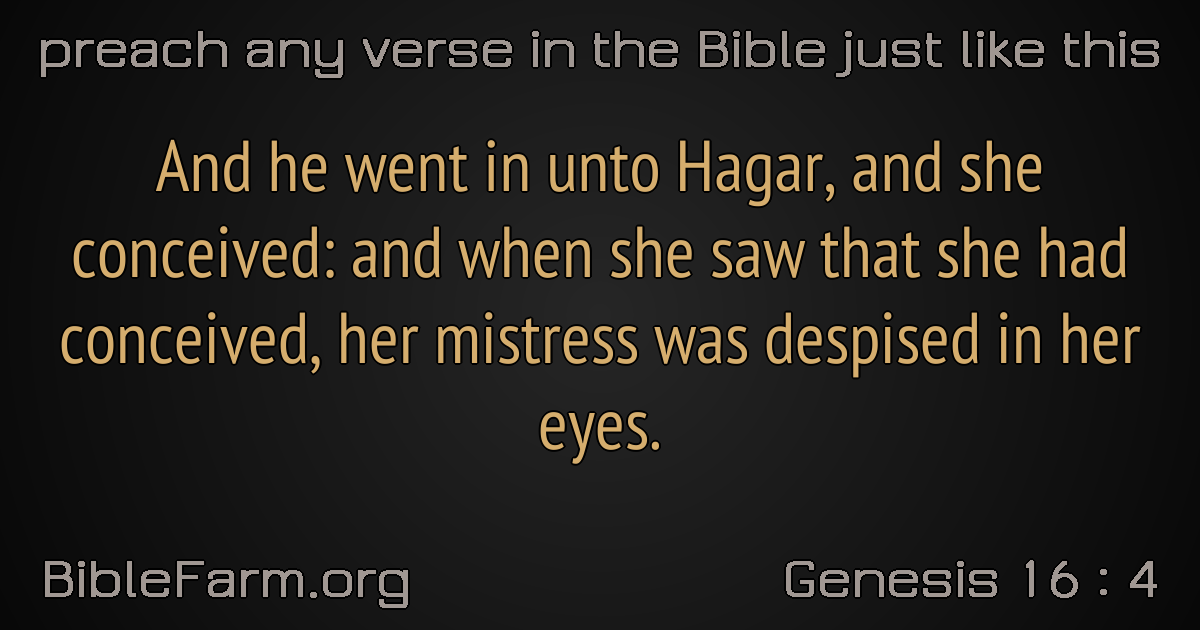 preach any verse in the Bible just like this
And he went in unto Hagar, and she
conceived: and when she saw that she had
conceived, her mistress was despised in her
eyes.
BibleFarm.org
Genesis 16 : 4